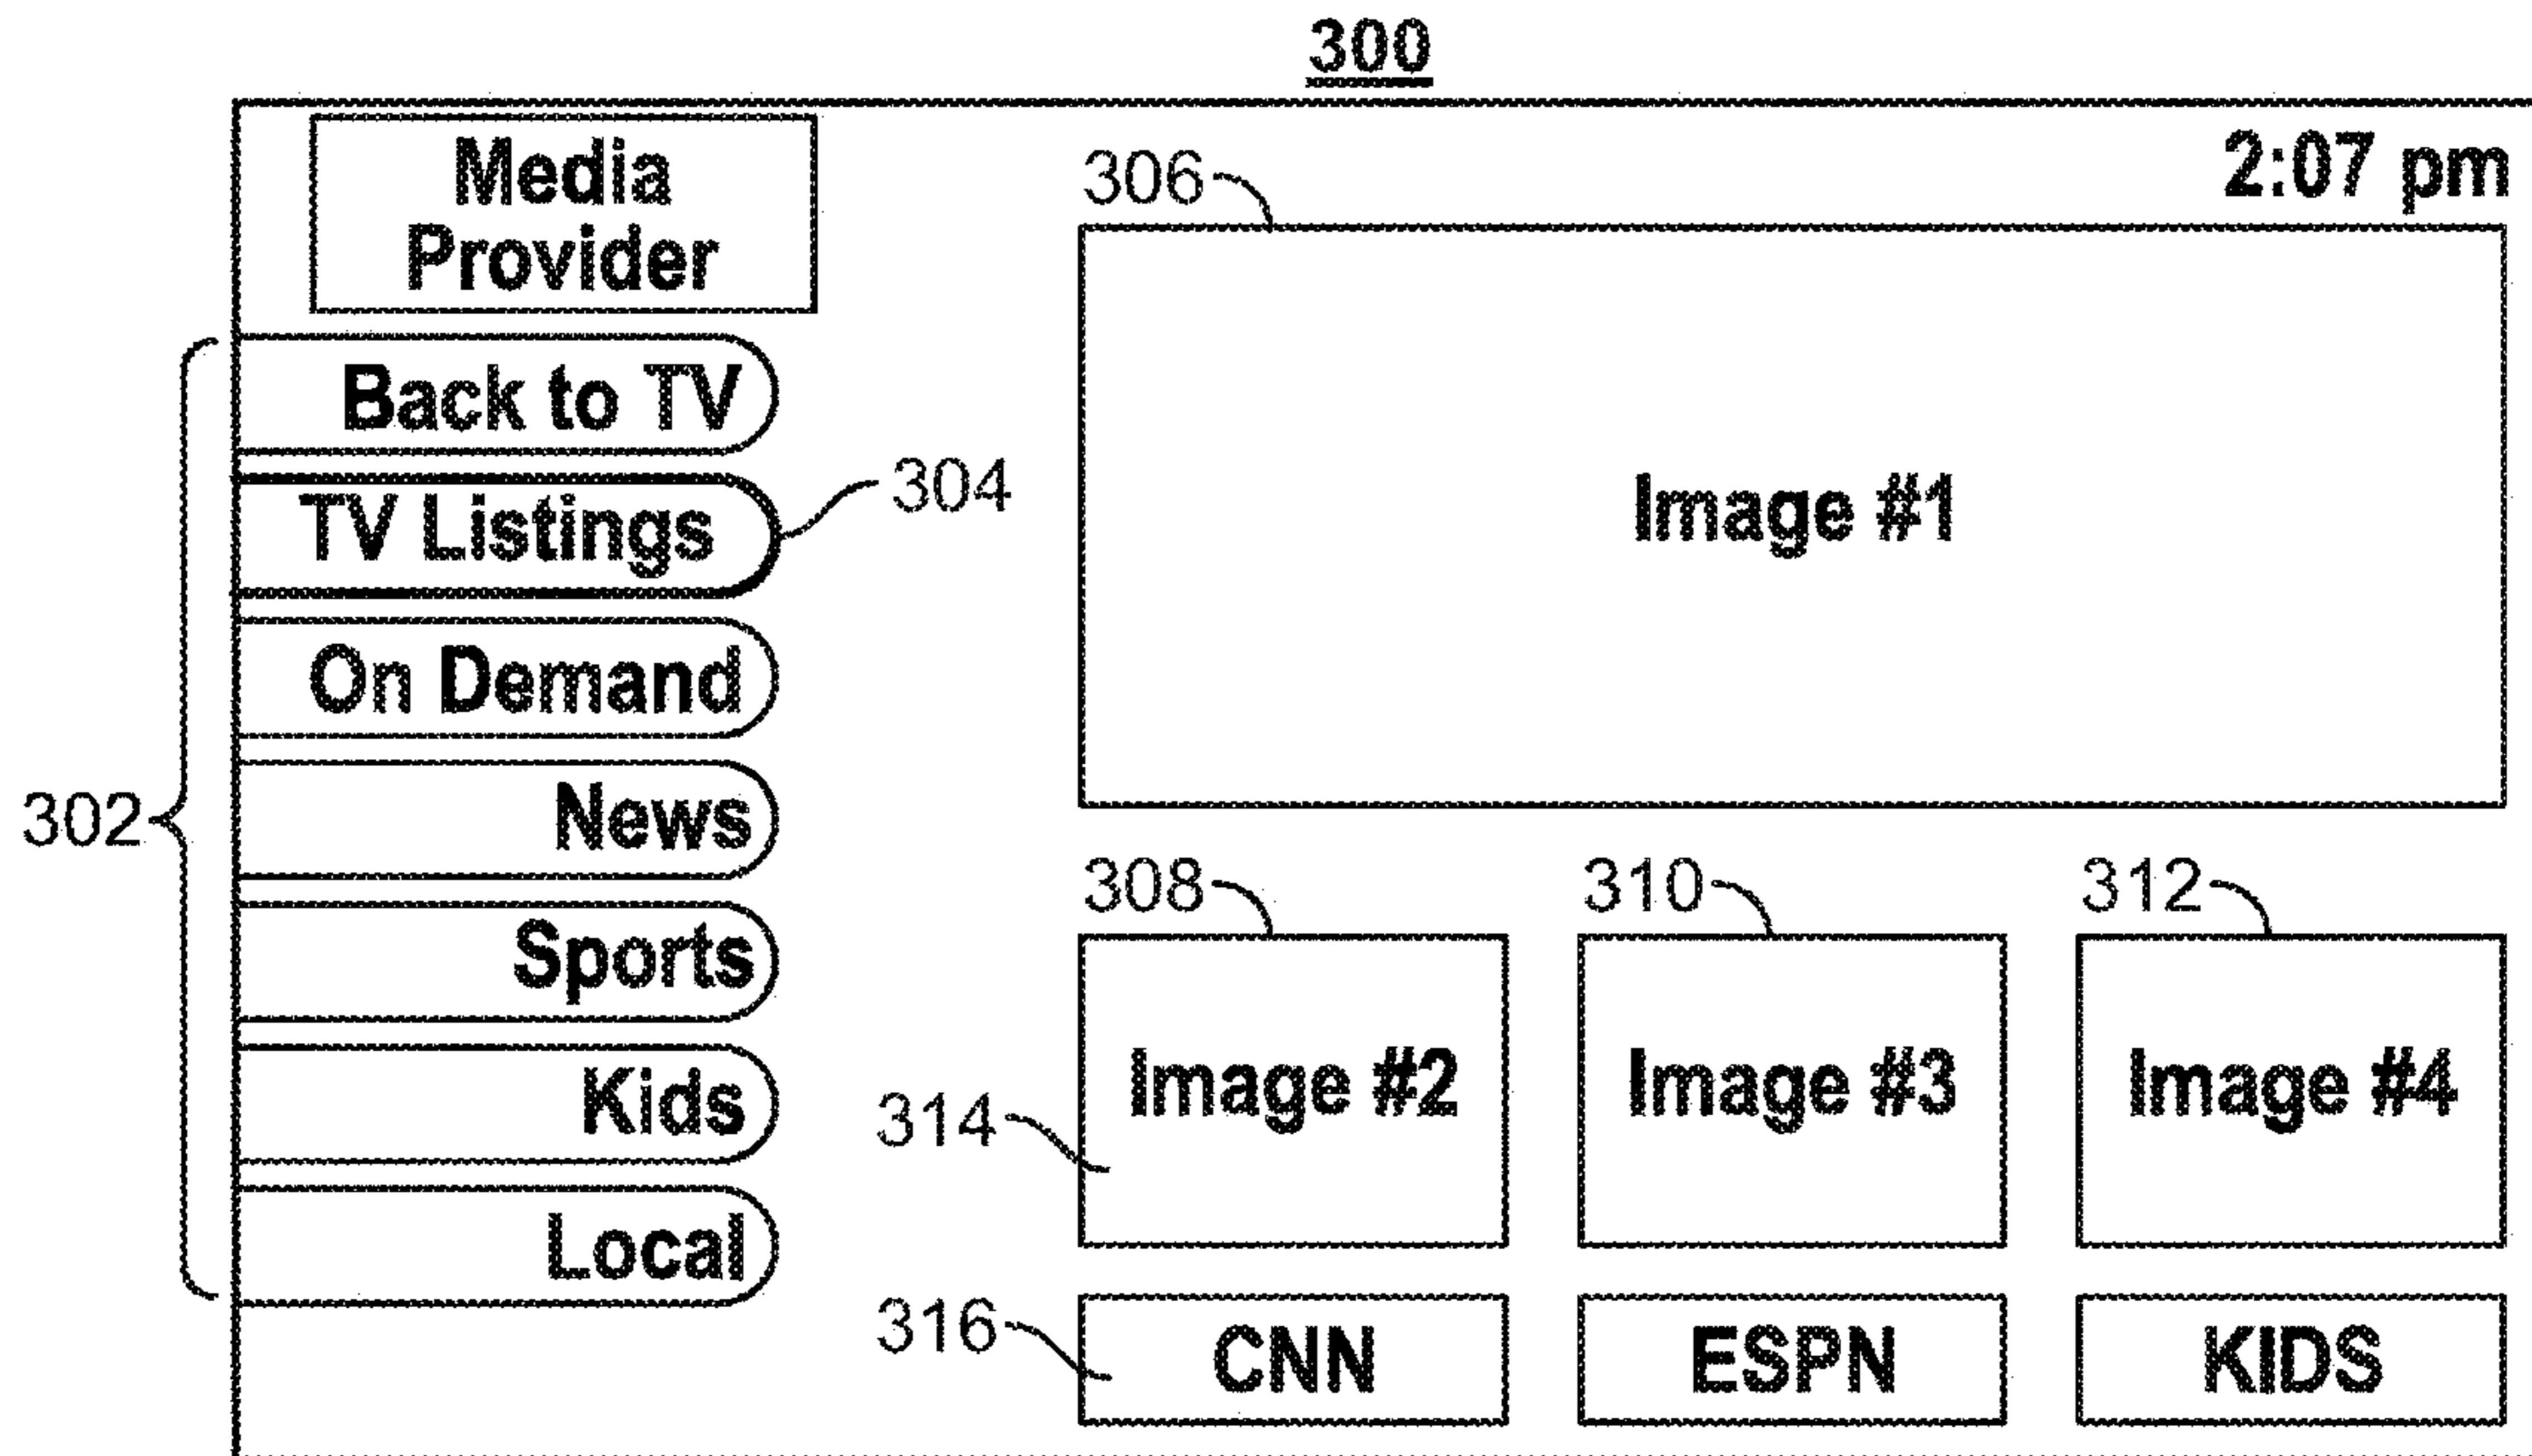 300
Media
Provider
2:07 pm
306
Back to TV
TV Listings
304
Image #1
On Demand
302
News
Sports
Kids
Local
308
310
312
Image #2
Image #3
Image #4
314
316
CNN
ESPN
KIDS